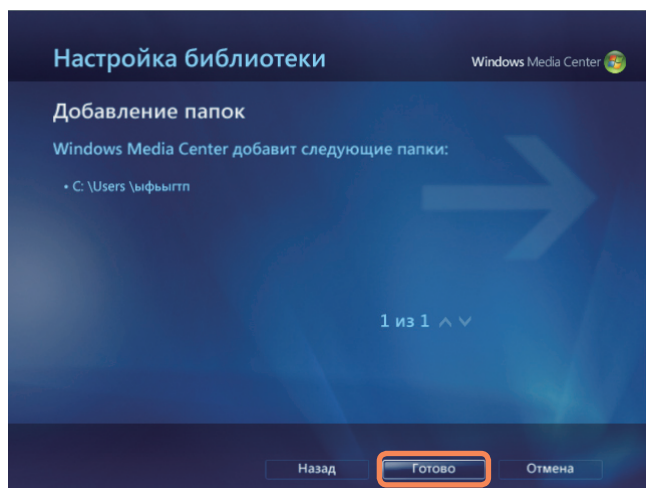 Настройка библиотеки
Windows Media Center
Добавление папок
Windows Media Center добавит следующие папки:
• C: \Users \ыфьыгтп
1 из 1
Назад Готово Отмена